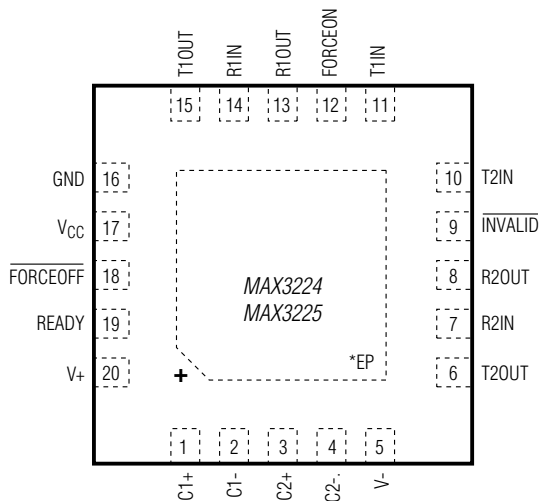 T1OUT R1IN R1OUT FORCEON T1IN
15 14 13 12 11
GND 16
VCC 17
FORCEOFF 18
READY 19
V+ 20
10 T2IN
9 INVALID
8 R2OUT
7 R2IN
6 T2OUT
MAX3224
MAX3225
*EP
+
1 2 3 4 5
C1+ C1- C2+ C2-. V-